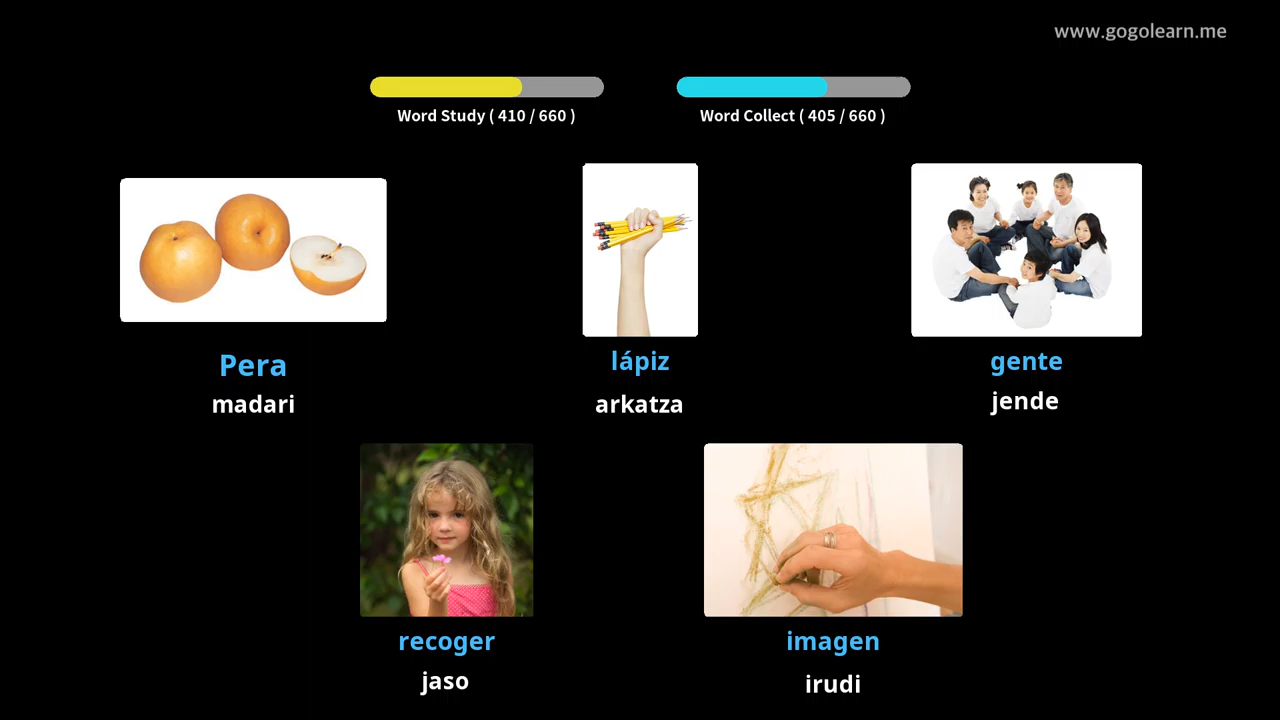 www.gogolearn.me
Word Study ( 410 / 660 )
Word Collect ( 405 / 660 )
Pera
madari
lápiz
arkatza
gente
jende
recoger
jaso
imagen
irudi